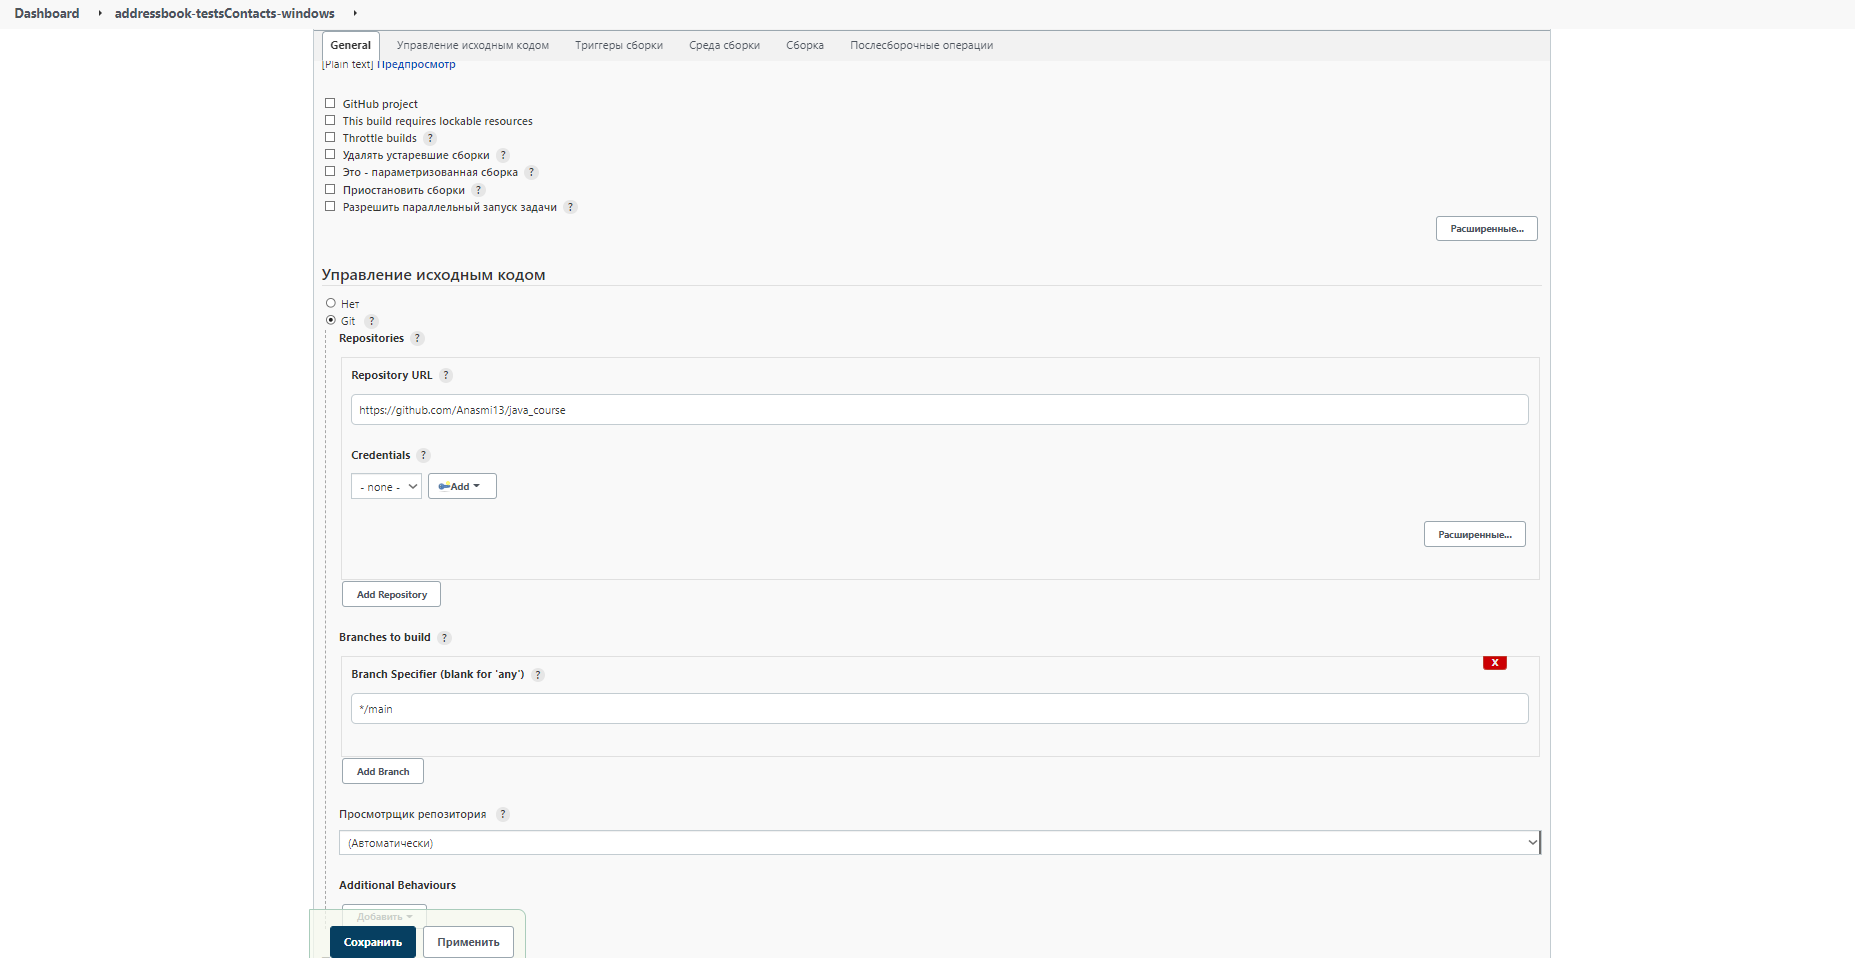 Dashboard addressbook-testsContacts-windows
General Управление исходным кодом Триггеры сборки Среда сборки Сборка Послесборочные операции
[Plain text] Предпросмотр
GitHub project
This build requires lockable resources
Throttle builds ?
Удалять устаревшие сборки ?
Это - параметризованная сборка ?
Приостановить сборки ?
Разрешить параллельный запуск задачи ?
Расширенные...
Управление исходным кодом
Нет
Git ?
Repositories ?
Repository URL ?
https://github.com/Anasmi13/java_course
Credentials ?
- none - Add
Расширенные...
Add Repository
Branches to build ?
X
Branch Specifier (blank for 'any') ?
*/main
Add Branch
Просмотрщик репозитория ?
(Автоматически)
Additional Behaviours
Добавить
Сохранить Применить